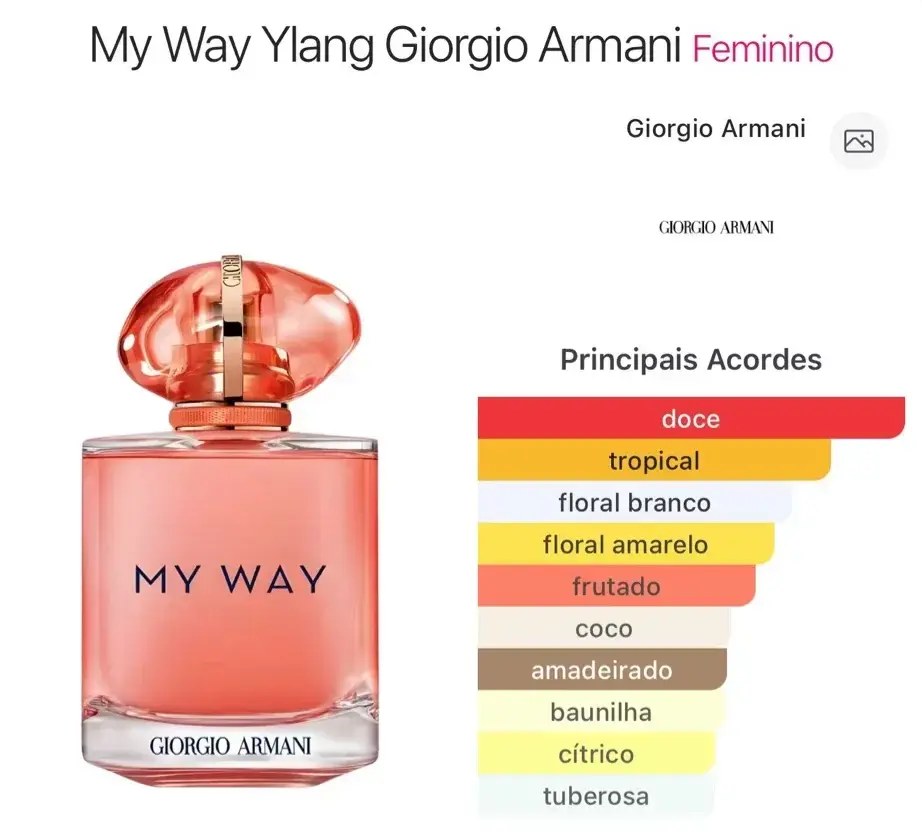 My Way Ylang Giorgio Armani Feminino
Giorgio Armani
GIORGIO ARMANI
Principais Acordes
doce
tropical
floral branco
floral amarelo
frutado
coco
amadeirado
baunilha
cítrico
tuberosa
MY WAY
GIORGIO ARMANI